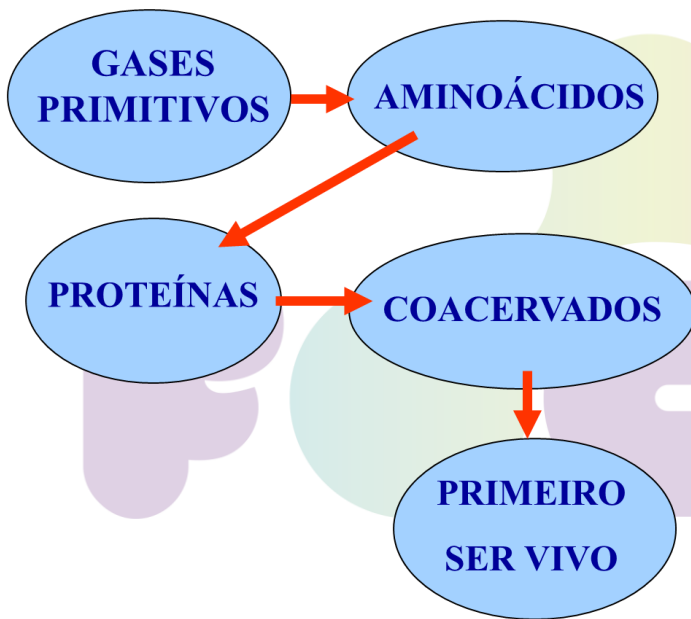 GASES
PRIMITIVOS
AMINOÁCIDOS
PROTEÍNAS
COACERVADOS
PRIMEIRO
SER VIVO